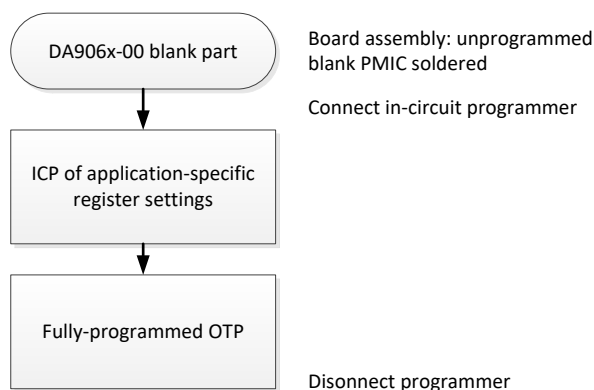 DA906x-00 blank part
Board assembly: unprogrammed
blank PMIC soldered
Connect in-circuit programmer
ICP of application-specific
register settings
Fully-programmed OTP
Disonnect programmer